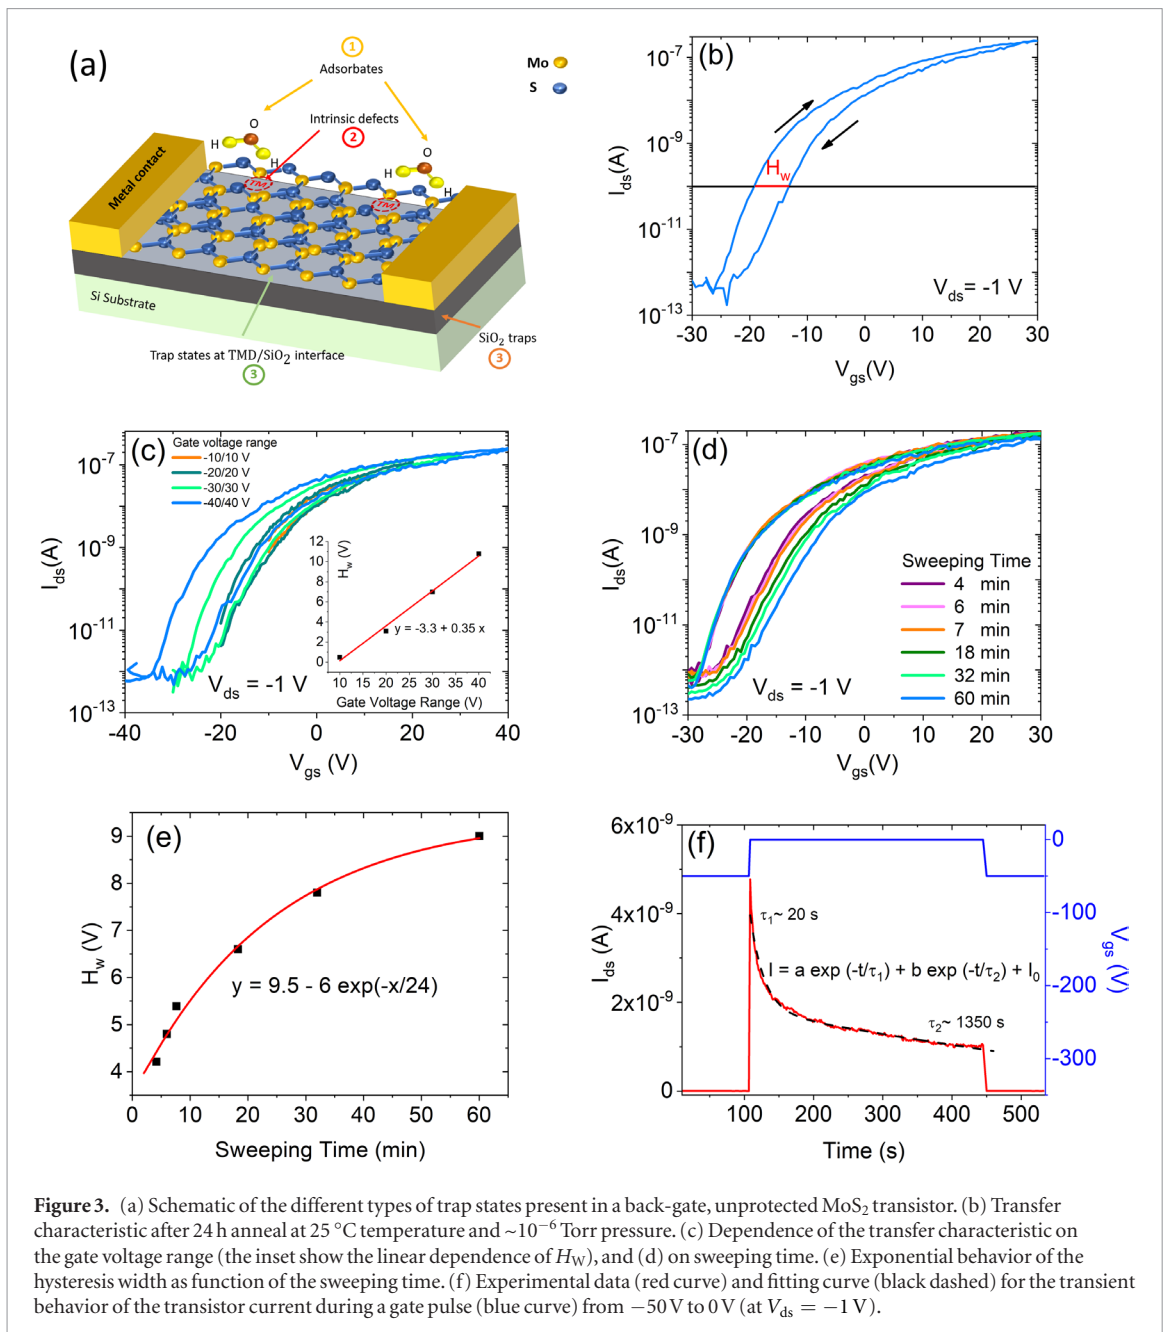 (a)
1
Adsorbates
Mo
S
Intrinsic defects
2
O
H
H
O
H
H
TM
TM
Metal contact
Si Substrate
SiO2 traps
3
Trap states at TMD/SiO2 interface
3
(b)
10-7
10-9
10-11
10-13
Ids(A)
Hw
Vds= -1 V
-30 -20 -10 0 10 20 30
Vgs(V)
(c)
Gate voltage range
-10/10 V
-20/20 V
-30/30 V
-40/40 V
10-7
10-9
10-11
10-13
Ids(A)
Vds = -1 V
-40 -20 0 20 40
Vgs (V)
12
10
8
6
4
2
0
Hw (V)
y = -3.3 + 0.35 x
10 15 20 25 30 35 40
Gate Voltage Range (V)
(d)
10-7
10-9
10-11
10-13
Ids(A)
Sweeping Time
4 min
6 min
7 min
18 min
32 min
60 min
Vds = -1 V
-30 -20 -10 0 10 20 30
Vgs(V)
(e)
9
8
7
6
5
4
Hw (V)
y = 9.5 - 6 exp(-x/24)
0 10 20 30 40 50 60
Sweeping Time (min)
(f)
6x10-9
4x10-9
2x10-9
0
Ids (A)
τ1~ 20 s
I = a exp (-t/τ1) + b exp (-t/τ2) + I0
τ2~ 1350 s
0
-100
-200
-300
Vgs (V)
100 200 300 400 500
Time (s)
Figure 3. (a) Schematic of the different types of trap states present in a back-gate, unprotected MoS2 transistor. (b) Transfer
characteristic after 24 h anneal at 25 °C temperature and ~10−6 Torr pressure. (c) Dependence of the transfer characteristic on
the gate voltage range (the inset show the linear dependence of HW), and (d) on sweeping time. (e) Exponential behavior of the
hysteresis width as function of the sweeping time. (f) Experimental data (red curve) and fitting curve (black dashed) for the transient
behavior of the transistor current during a gate pulse (blue curve) from −50 V to 0 V (at Vds = −1 V).